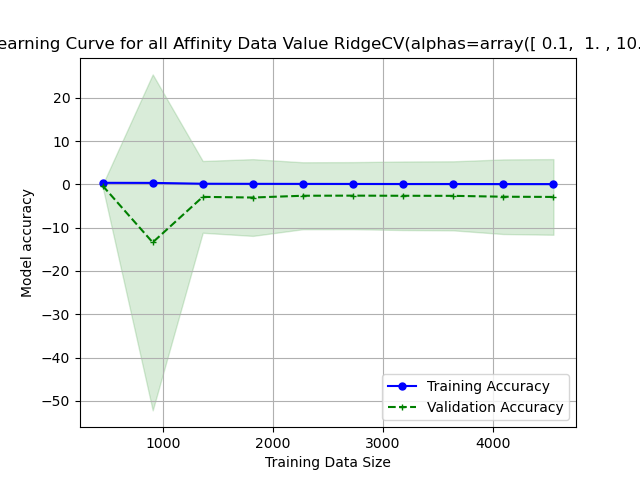 earning Curve for all Affinity Data Value RidgeCV(alphas=array([ 0.1,  1. , 10.
20
10
0
−10
−20
−30
−40
−50
Model accuracy
Training Accuracy
Validation Accuracy
1000 2000 3000 4000
Training Data Size